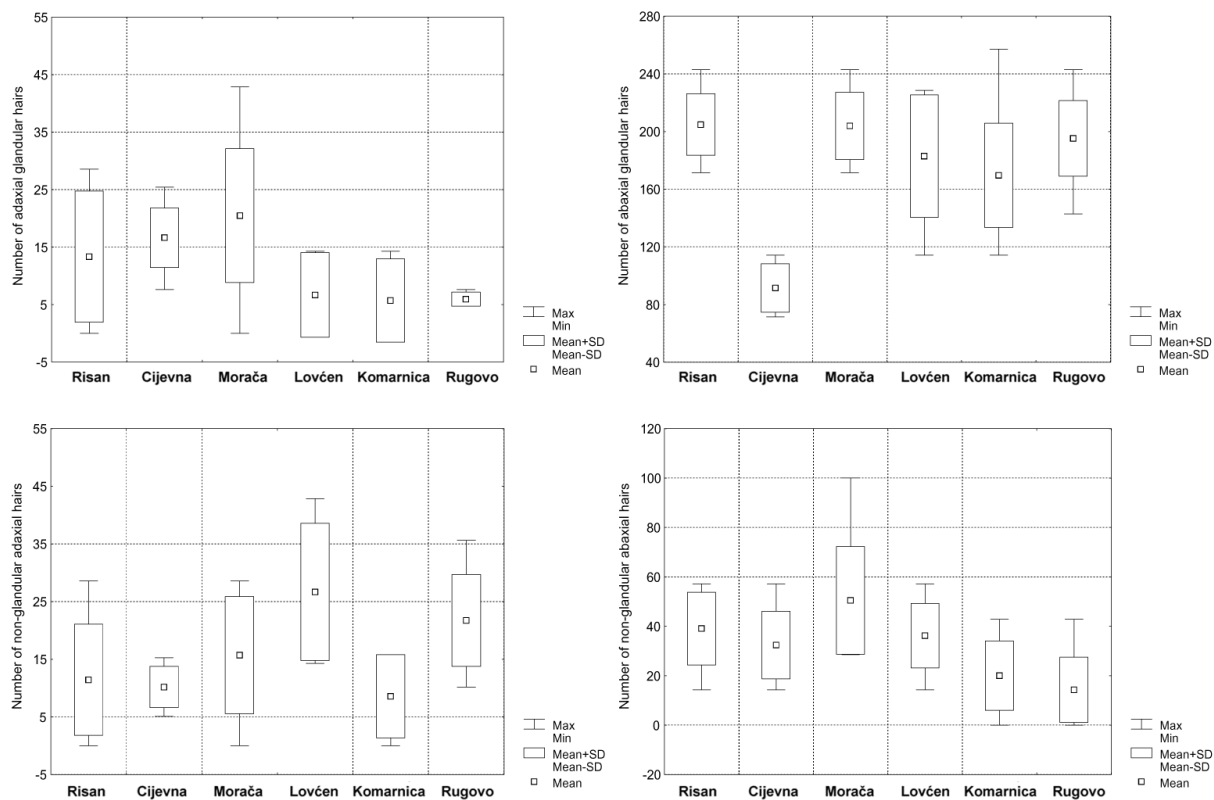 Number of adaxial glandular hairs
55
45
35
25
15
5
-5
Risan Cijevna Morača Lovćen Komarnica Rugovo
Max
Min
Mean+SD
Mean-SD
Mean
Number of abaxial glandular hairs
280
240
200
160
120
80
40
Risan Cijevna Morača Lovćen Komarnica Rugovo
Max
Min
Mean+SD
Mean-SD
Mean
Number of non-glandular adaxial hairs
55
45
35
25
15
5
-5
Risan Cijevna Morača Lovćen Komarnica Rugovo
Max
Min
Mean+SD
Mean-SD
Mean
Number of non-glandular abaxial hairs
120
100
80
60
40
20
0
-20
Risan Cijevna Morača Lovćen Komarnica Rugovo
Max
Min
Mean+SD
Mean-SD
Mean